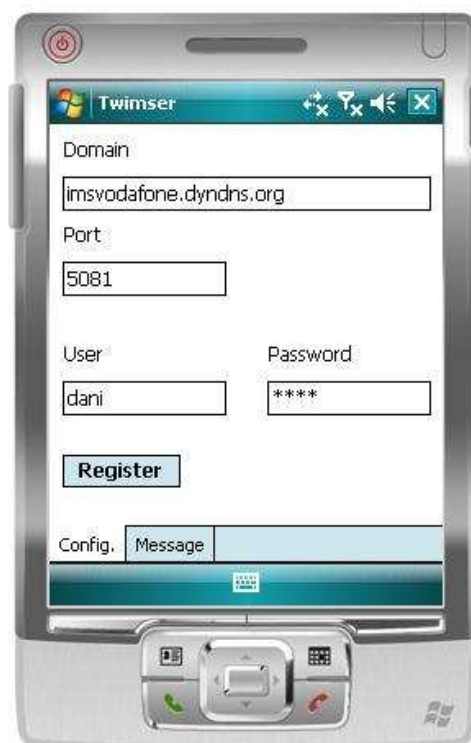 Twimser
Domain
imsvodafone.dyndns.org
Port
5081
User Password
dani ****
Register
Config. Message